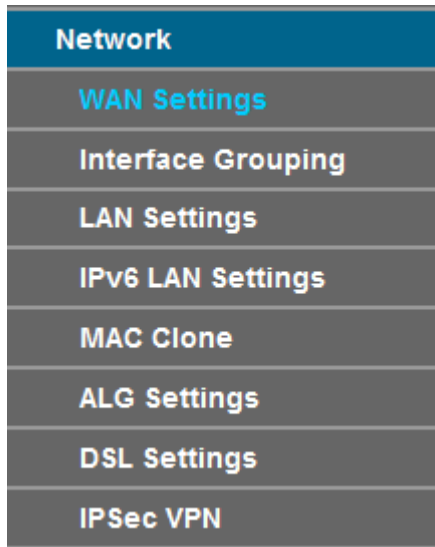 Network
WAN Settings
Interface Grouping
LAN Settings
IPv6 LAN Settings
MAC Clone
ALG Settings
DSL Settings
IPSec VPN